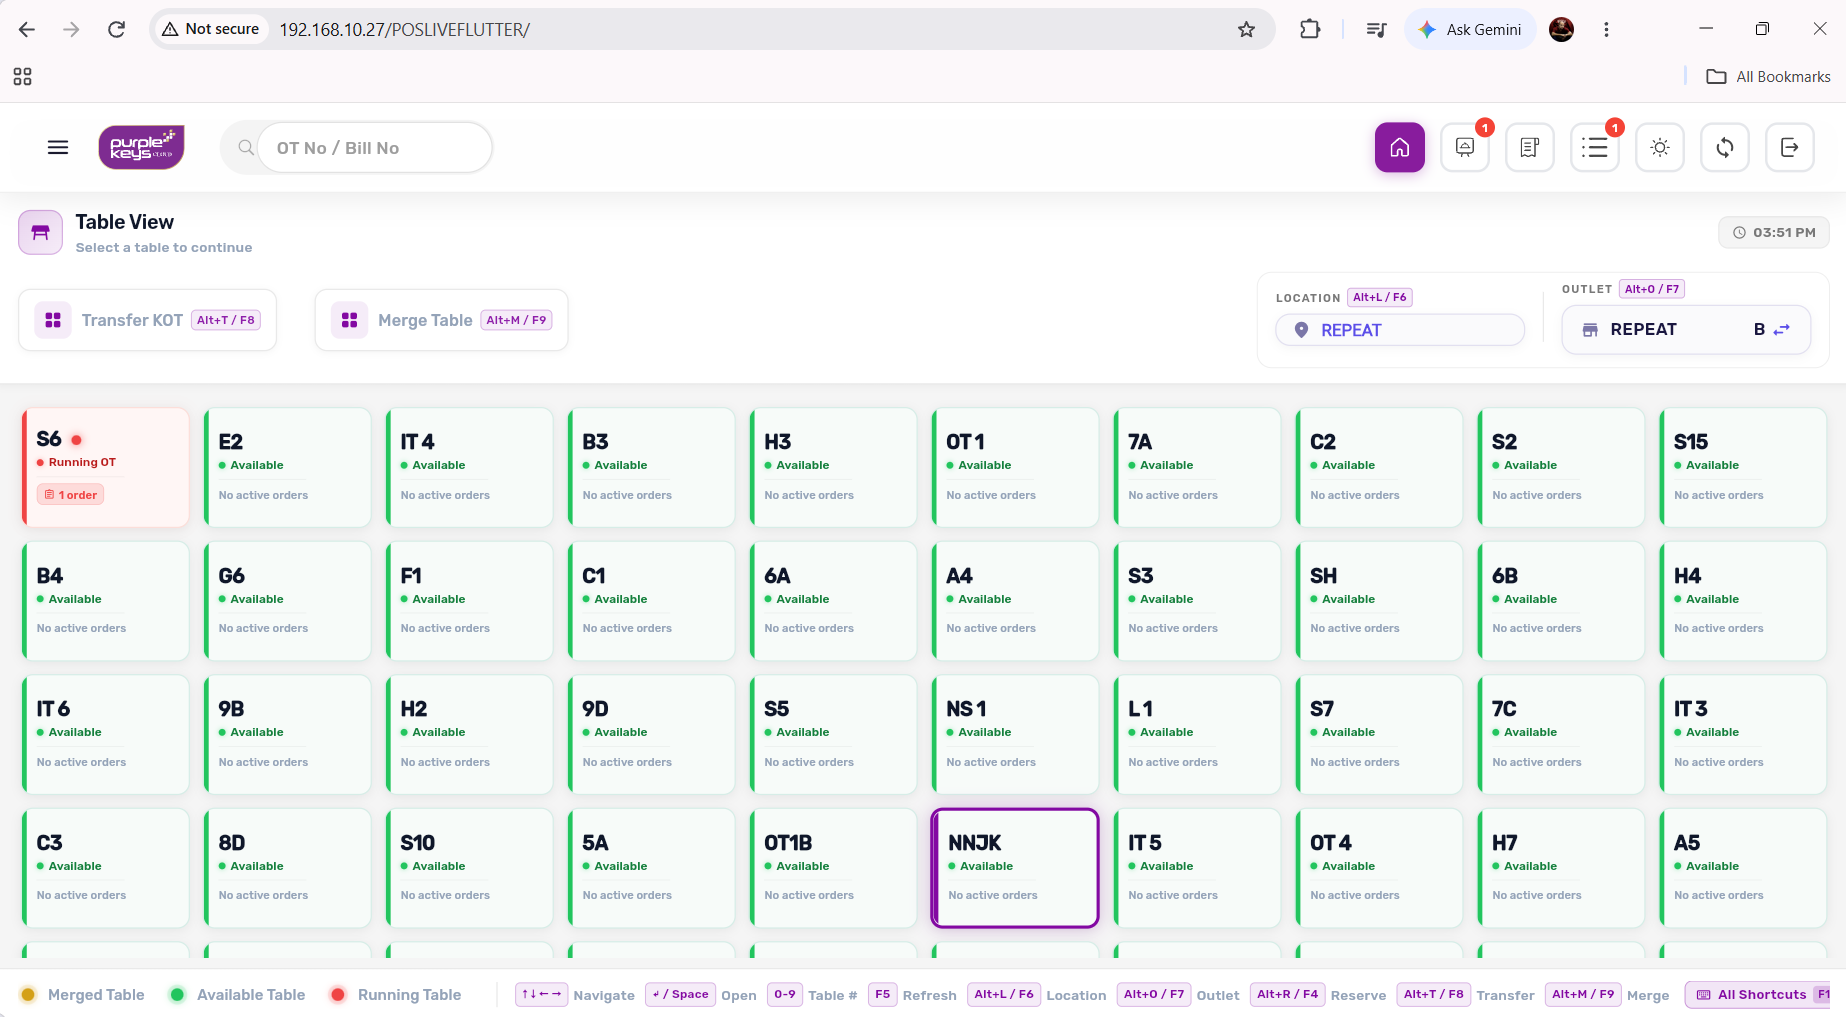 Not secure 192.168.10.27/POSLIVEFLUTTER/ Ask Gemini
All Bookmarks
purple keys OT No / Bill No 1 1
Table View
Select a table to continue
03:51 PM
Transfer KOT Alt+T / F8 Merge Table Alt+M / F9
LOCATION Alt+L / F6 OUTLET Alt+O / F7
REPEAT REPEAT B
S6 E2 IT 4 B3 H3 OT 1 7A C2 S2 S15
Running OT Available Available Available Available Available Available Available Available Available
1 order No active orders No active orders No active orders No active orders No active orders No active orders No active orders No active orders No active orders
B4 G6 F1 C1 6A A4 S3 SH 6B H4
Available Available Available Available Available Available Available Available Available Available
No active orders No active orders No active orders No active orders No active orders No active orders No active orders No active orders No active orders No active orders
IT 6 9B H2 9D S5 NS 1 L 1 S7 7C IT 3
Available Available Available Available Available Available Available Available Available Available
No active orders No active orders No active orders No active orders No active orders No active orders No active orders No active orders No active orders No active orders
C3 8D S10 5A OT1B NNJK IT 5 OT 4 H7 A5
Available Available Available Available Available Available Available Available Available Available
No active orders No active orders No active orders No active orders No active orders No active orders No active orders No active orders No active orders No active orders
Merged Table Available Table Running Table ↑↓←→ Navigate ↲ / Space Open 0-9 Table # F5 Refresh Alt+L / F6 Location Alt+O / F7 Outlet Alt+R / F4 Reserve Alt+T / F8 Transfer Alt+M / F9 Merge All Shortcuts F1